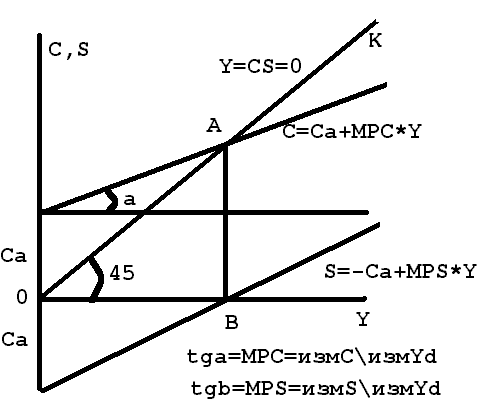 C,S
K
Y=CS=0
A
C=Ca+MPC*Y
a
Ca
45
S=-Ca+MPS*Y
0
B
Y
Ca
tga=MPC=измC\измYd
tgb=MPS=измS\измYd